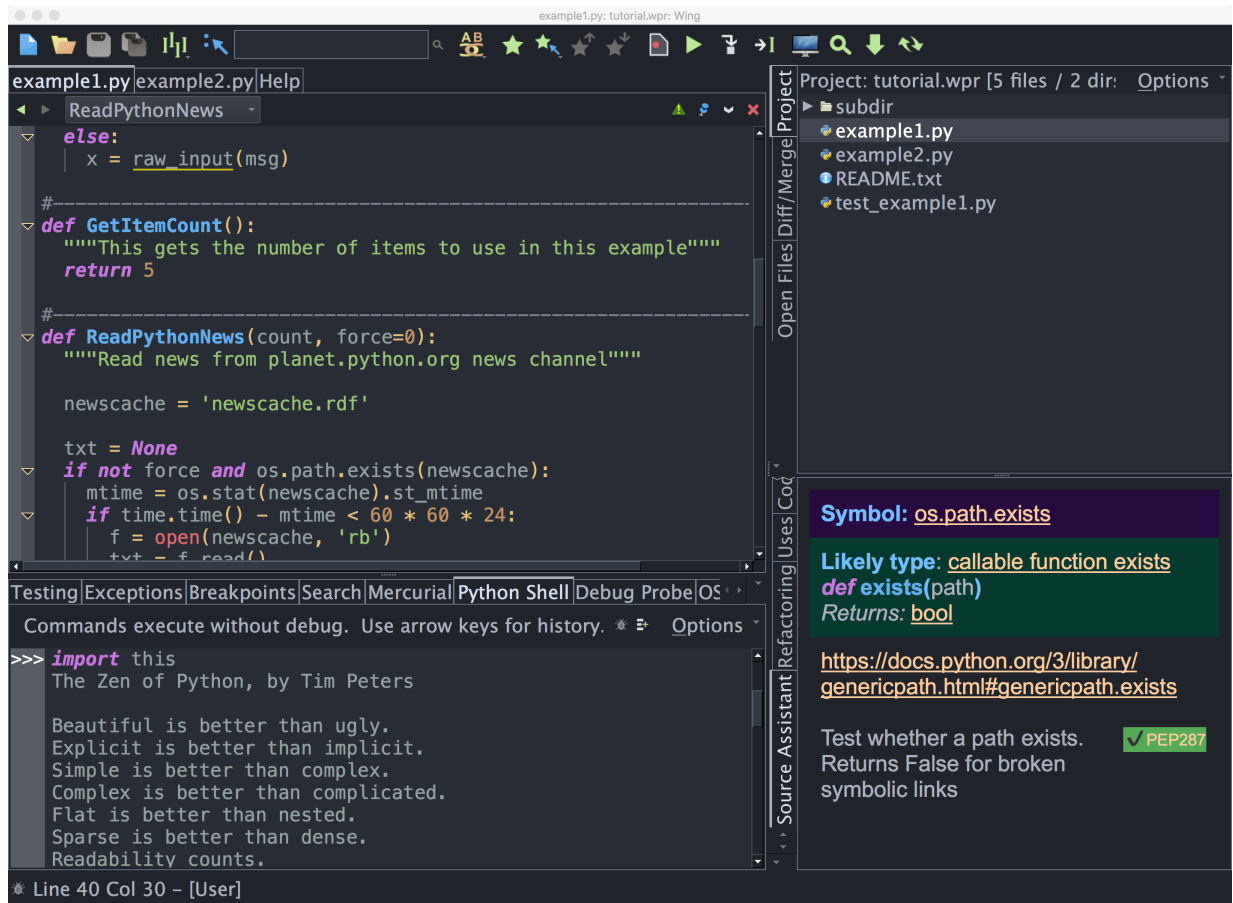 example1.py: tutorial.wpr: Wing
AB
example1.py example2.py Help
ReadPythonNews
else:
x = raw_input(msg)
#---------------------------------------------------------------
def GetItemCount():
"""This gets the number of items to use in this example"""
return 5
#---------------------------------------------------------------
def ReadPythonNews(count, force=0):
"""Read news from planet.python.org news channel"""
newscache = 'newscache.rdf'
txt = None
if not force and os.path.exists(newscache):
mtime = os.stat(newscache).st_mtime
if time.time() - mtime < 60 * 60 * 24:
f = open(newscache, 'rb')
txt = f.read()
Testing Exceptions Breakpoints Search Mercurial Python Shell Debug Probe OS
Commands execute without debug. Use arrow keys for history. Options
>>> import this
The Zen of Python, by Tim Peters
Beautiful is better than ugly.
Explicit is better than implicit.
Simple is better than complex.
Complex is better than complicated.
Flat is better than nested.
Sparse is better than dense.
Readability counts.
Line 40 Col 30 – [User]
Project
Diff/Merge
Open Files
Project: tutorial.wpr [5 files / 2 dirs
Options
subdir
example1.py
example2.py
README.txt
test_example1.py
Cod
Uses
Refactoring
Source Assistant
Symbol: os.path.exists
Likely type: callable function exists
def exists(path)
Returns: bool
https://docs.python.org/3/library/
genericpath.html#genericpath.exists
Test whether a path exists.
Returns False for broken
symbolic links
✓PEP287